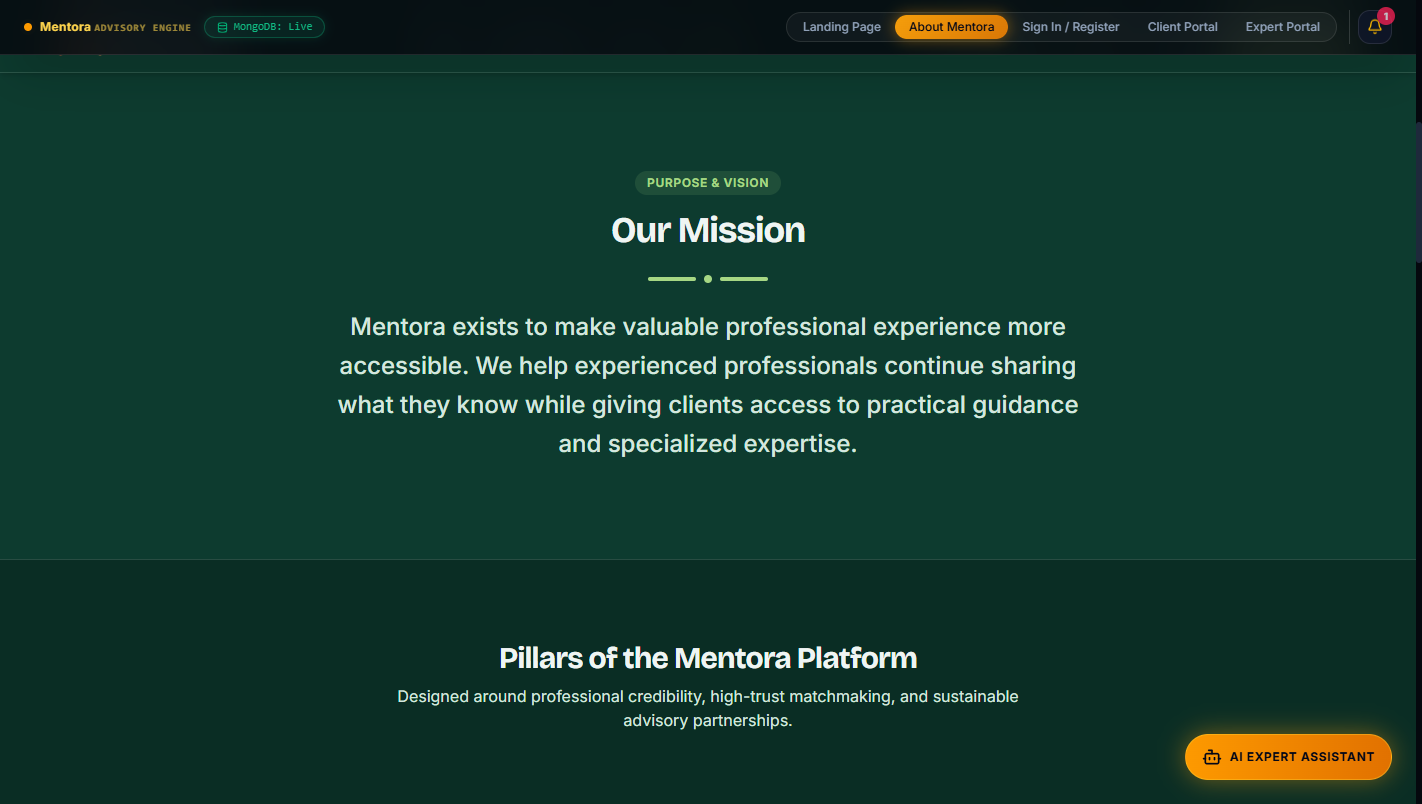 Mentora ADVISORY ENGINE
MongoDB: Live
Landing Page
About Mentora
Sign In / Register
Client Portal
Expert Portal
1
PURPOSE & VISION
Our Mission
Mentora exists to make valuable professional experience more
accessible. We help experienced professionals continue sharing
what they know while giving clients access to practical guidance
and specialized expertise.
Pillars of the Mentora Platform
Designed around professional credibility, high-trust matchmaking, and sustainable
advisory partnerships.
AI EXPERT ASSISTANT